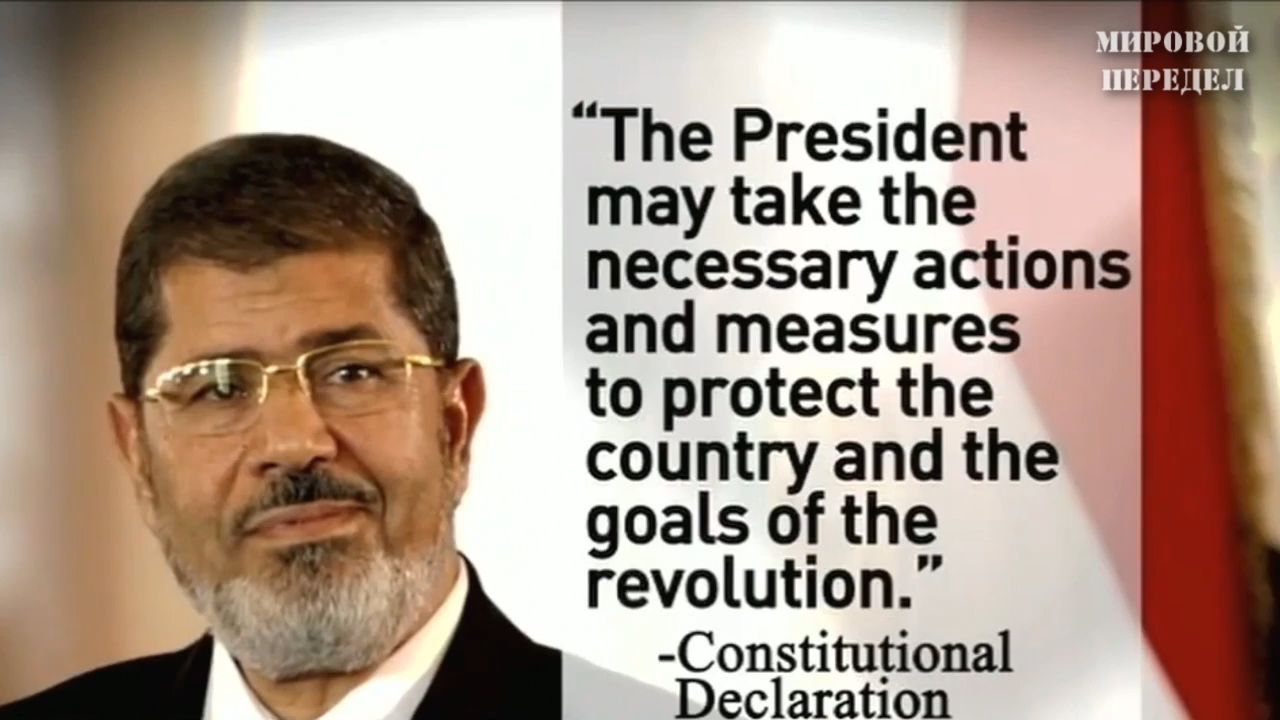 МИРОВОЙ
ПЕРЕДЕЛ
“The President
may take the
necessary actions
and measures
to protect the
country and the
goals of the
revolution.”
-Constitutional
Declaration